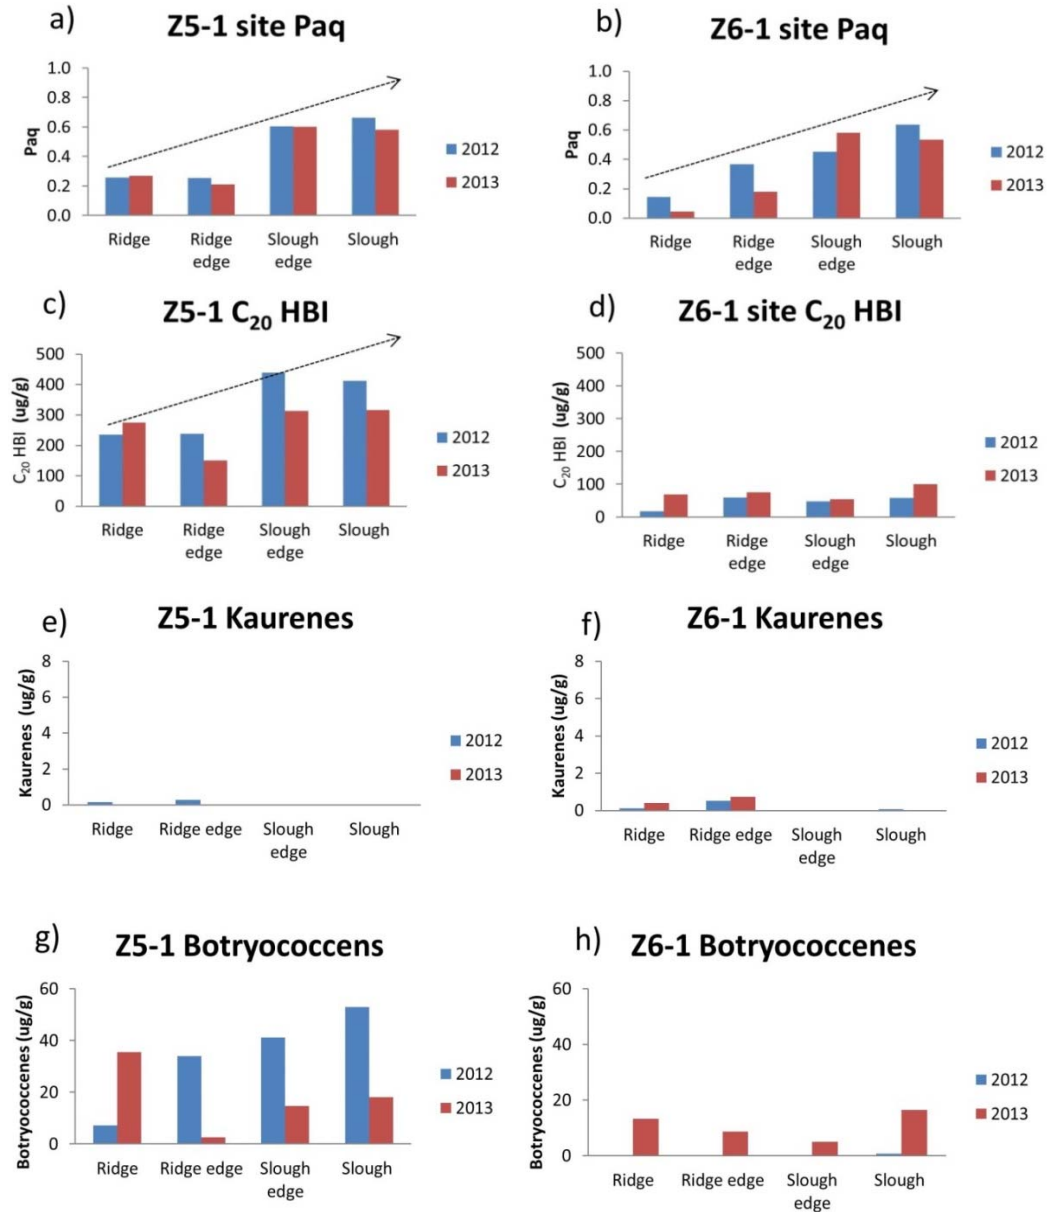 a)
Z5-1 site Paq
Paq
1.0
0.8
0.6
0.4
0.2
0.0
Ridge
Ridge
edge
Slough
edge
Slough
2012
2013
b)
Z6-1 site Paq
Paq
1.0
0.8
0.6
0.4
0.2
0.0
Ridge
Ridge
edge
Slough
edge
Slough
2012
2013
c)
Z5-1 C₂₀ HBI
C₂₀ HBI (ug/g)
500
400
300
200
100
0
Ridge
Ridge
edge
Slough
edge
Slough
2012
2013
d)
Z6-1 site C₂₀ HBI
C₂₀ HBI (ug/g)
500
400
300
200
100
0
Ridge
Ridge
edge
Slough
edge
Slough
2012
2013
e)
Z5-1 Kaurenes
Kaurenes (ug/g)
8
6
4
2
0
Ridge
Ridge edge
Slough
edge
Slough
2012
2013
f)
Z6-1 Kaurenes
Kaurenes (ug/g)
8
6
4
2
0
Ridge
Ridge edge
Slough
edge
Slough
2012
2013
g)
Z5-1 Botryococcens
Botryococcenes (ug/g)
60
40
20
0
Ridge
Ridge edge
Slough
edge
Slough
2012
2013
h)
Z6-1 Botryococcenes
Botryococcenes (ug/g)
60
40
20
0
Ridge
Ridge edge
Slough
edge
Slough
2012
2013